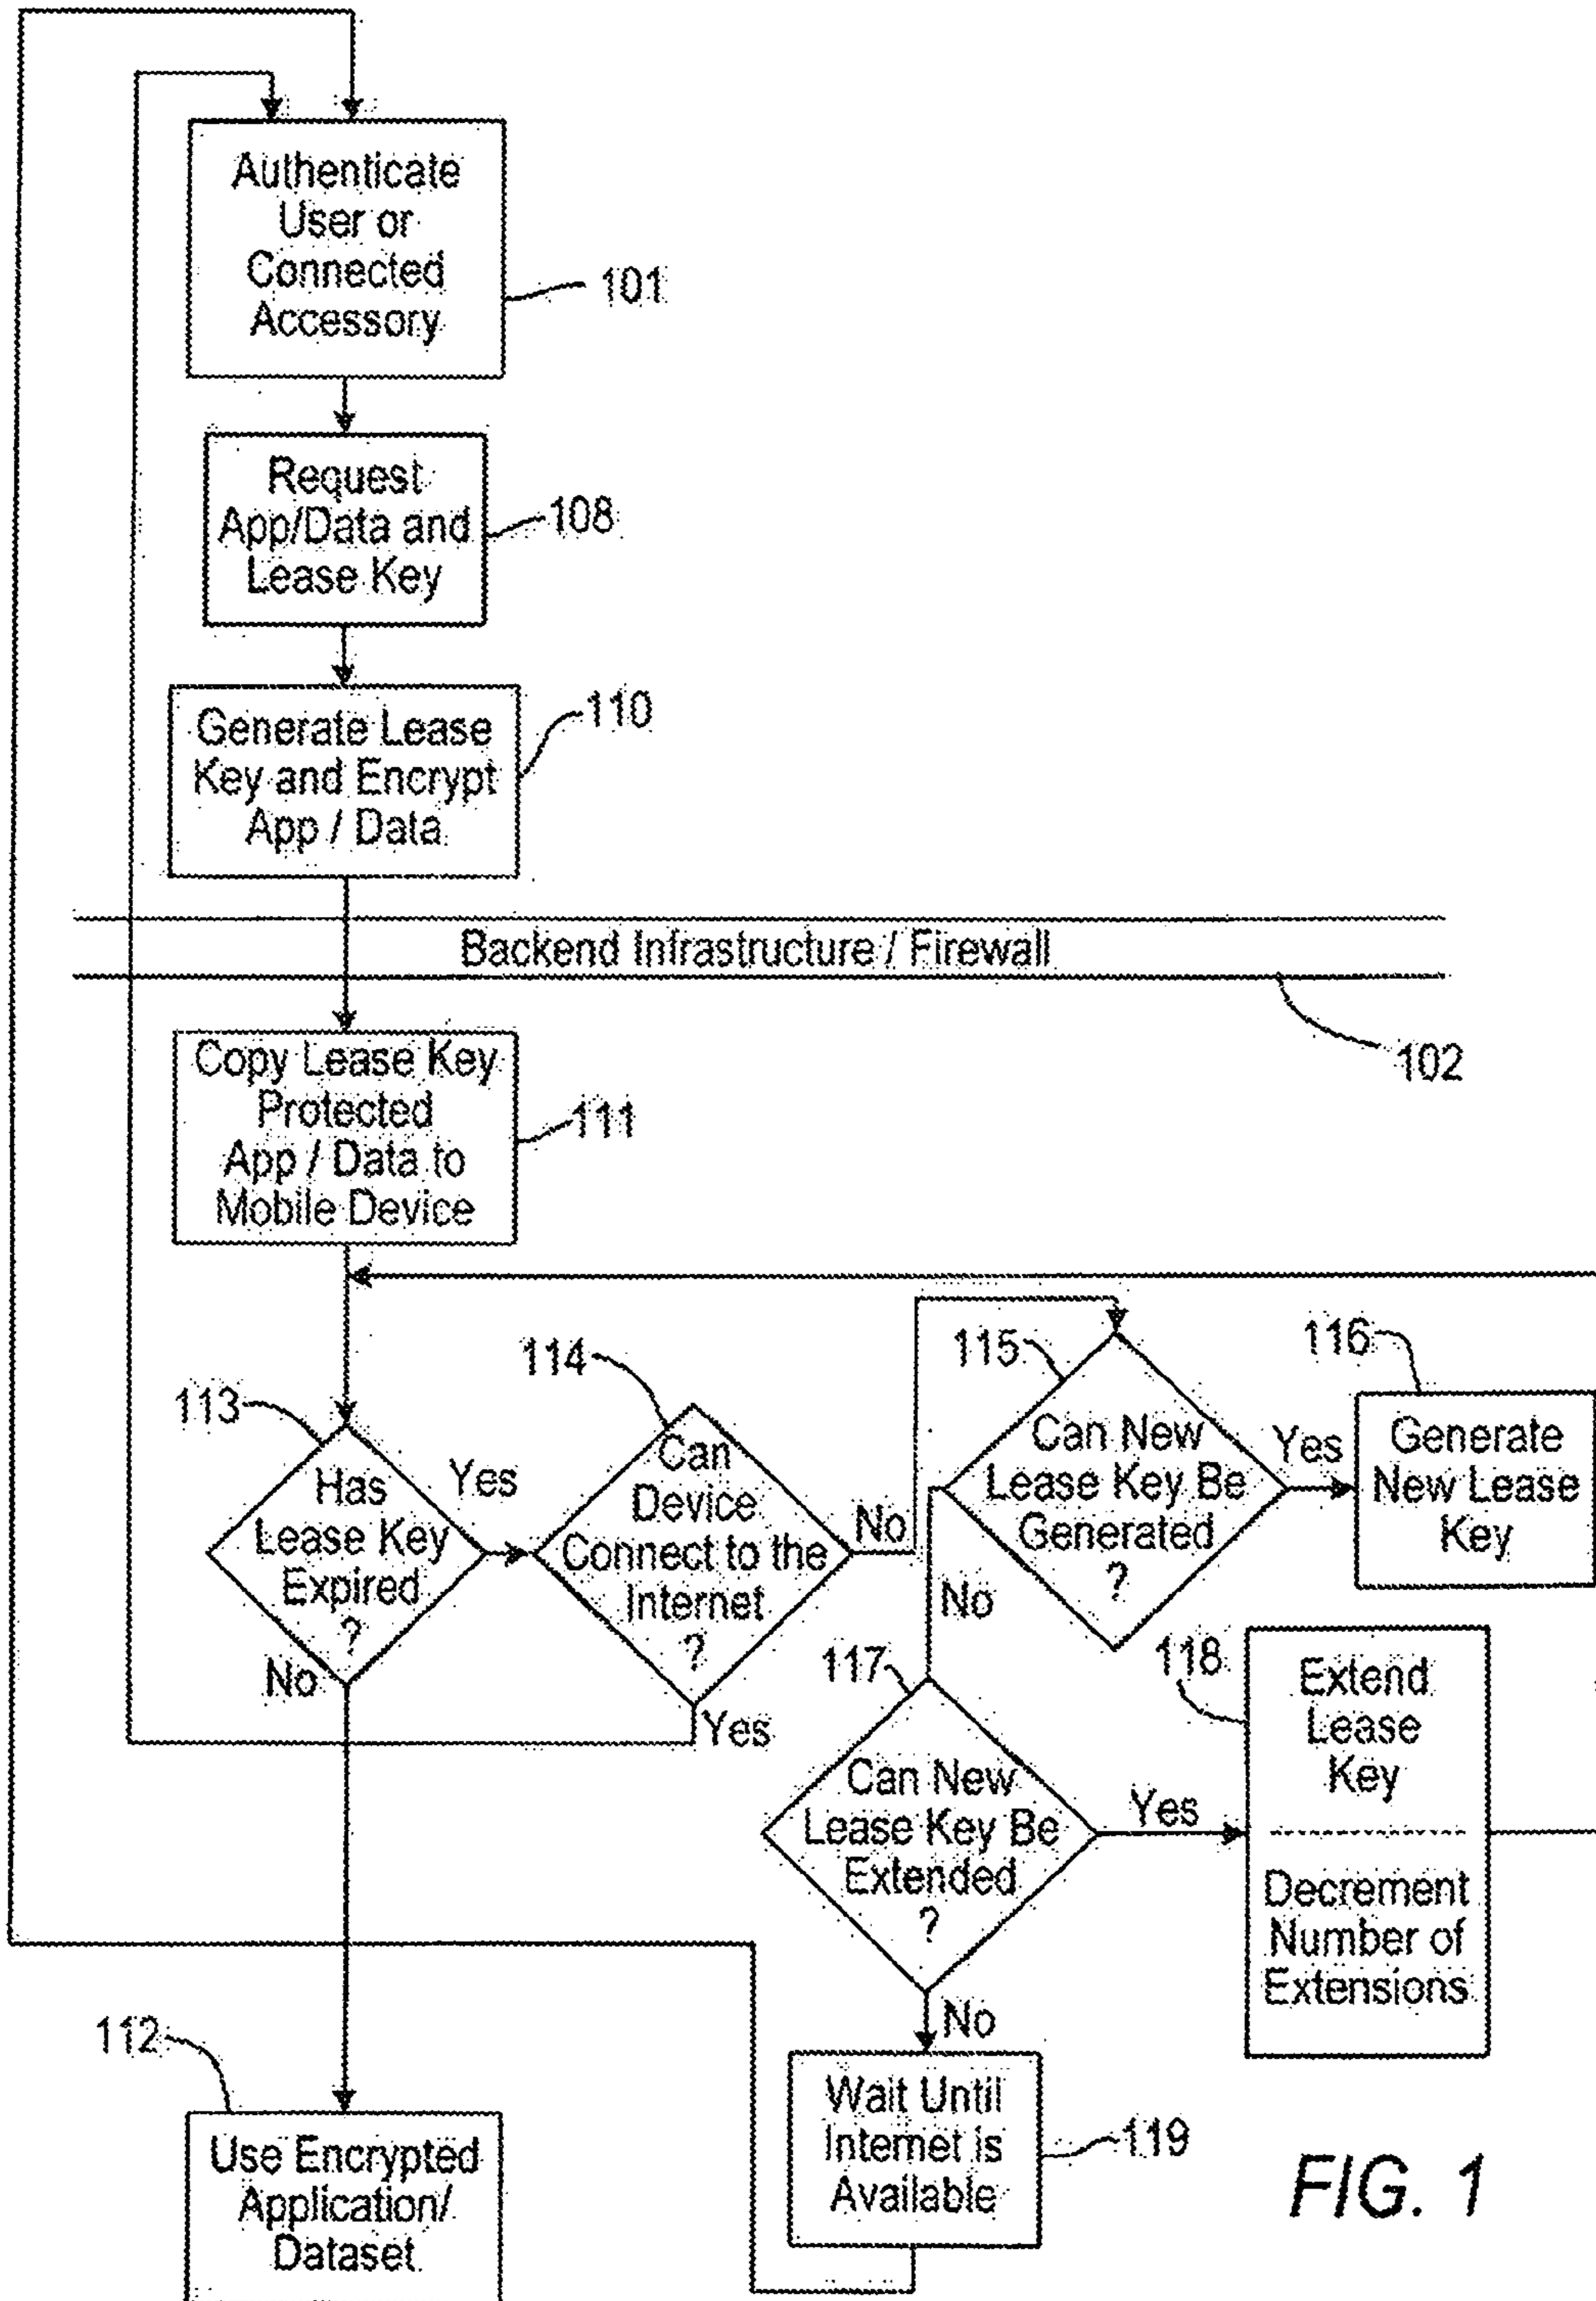 Authenticate
User or
Connected
Accessory
101
Request
App/Data and
Lease Key
108
Generate Lease
Key and Encrypt
App / Data
110
Backend Infrastructure / Firewall
102
Copy Lease Key
Protected
App / Data to
Mobile Device
111
113
Has
Lease Key
Expired
?
Yes
No
114
Can
Device
Connect to the
Internet
?
No
Yes
115
Can New
Lease Key Be
Generated
?
Yes
No
116
Generate
New Lease
Key
117
Can New
Lease Key Be
Extended
?
Yes
No
118
Extend
Lease
Key
Decrement
Number of
Extensions
112
Use Encrypted
Application/
Dataset
Wait Until
Internet is
Available
119
FIG. 1